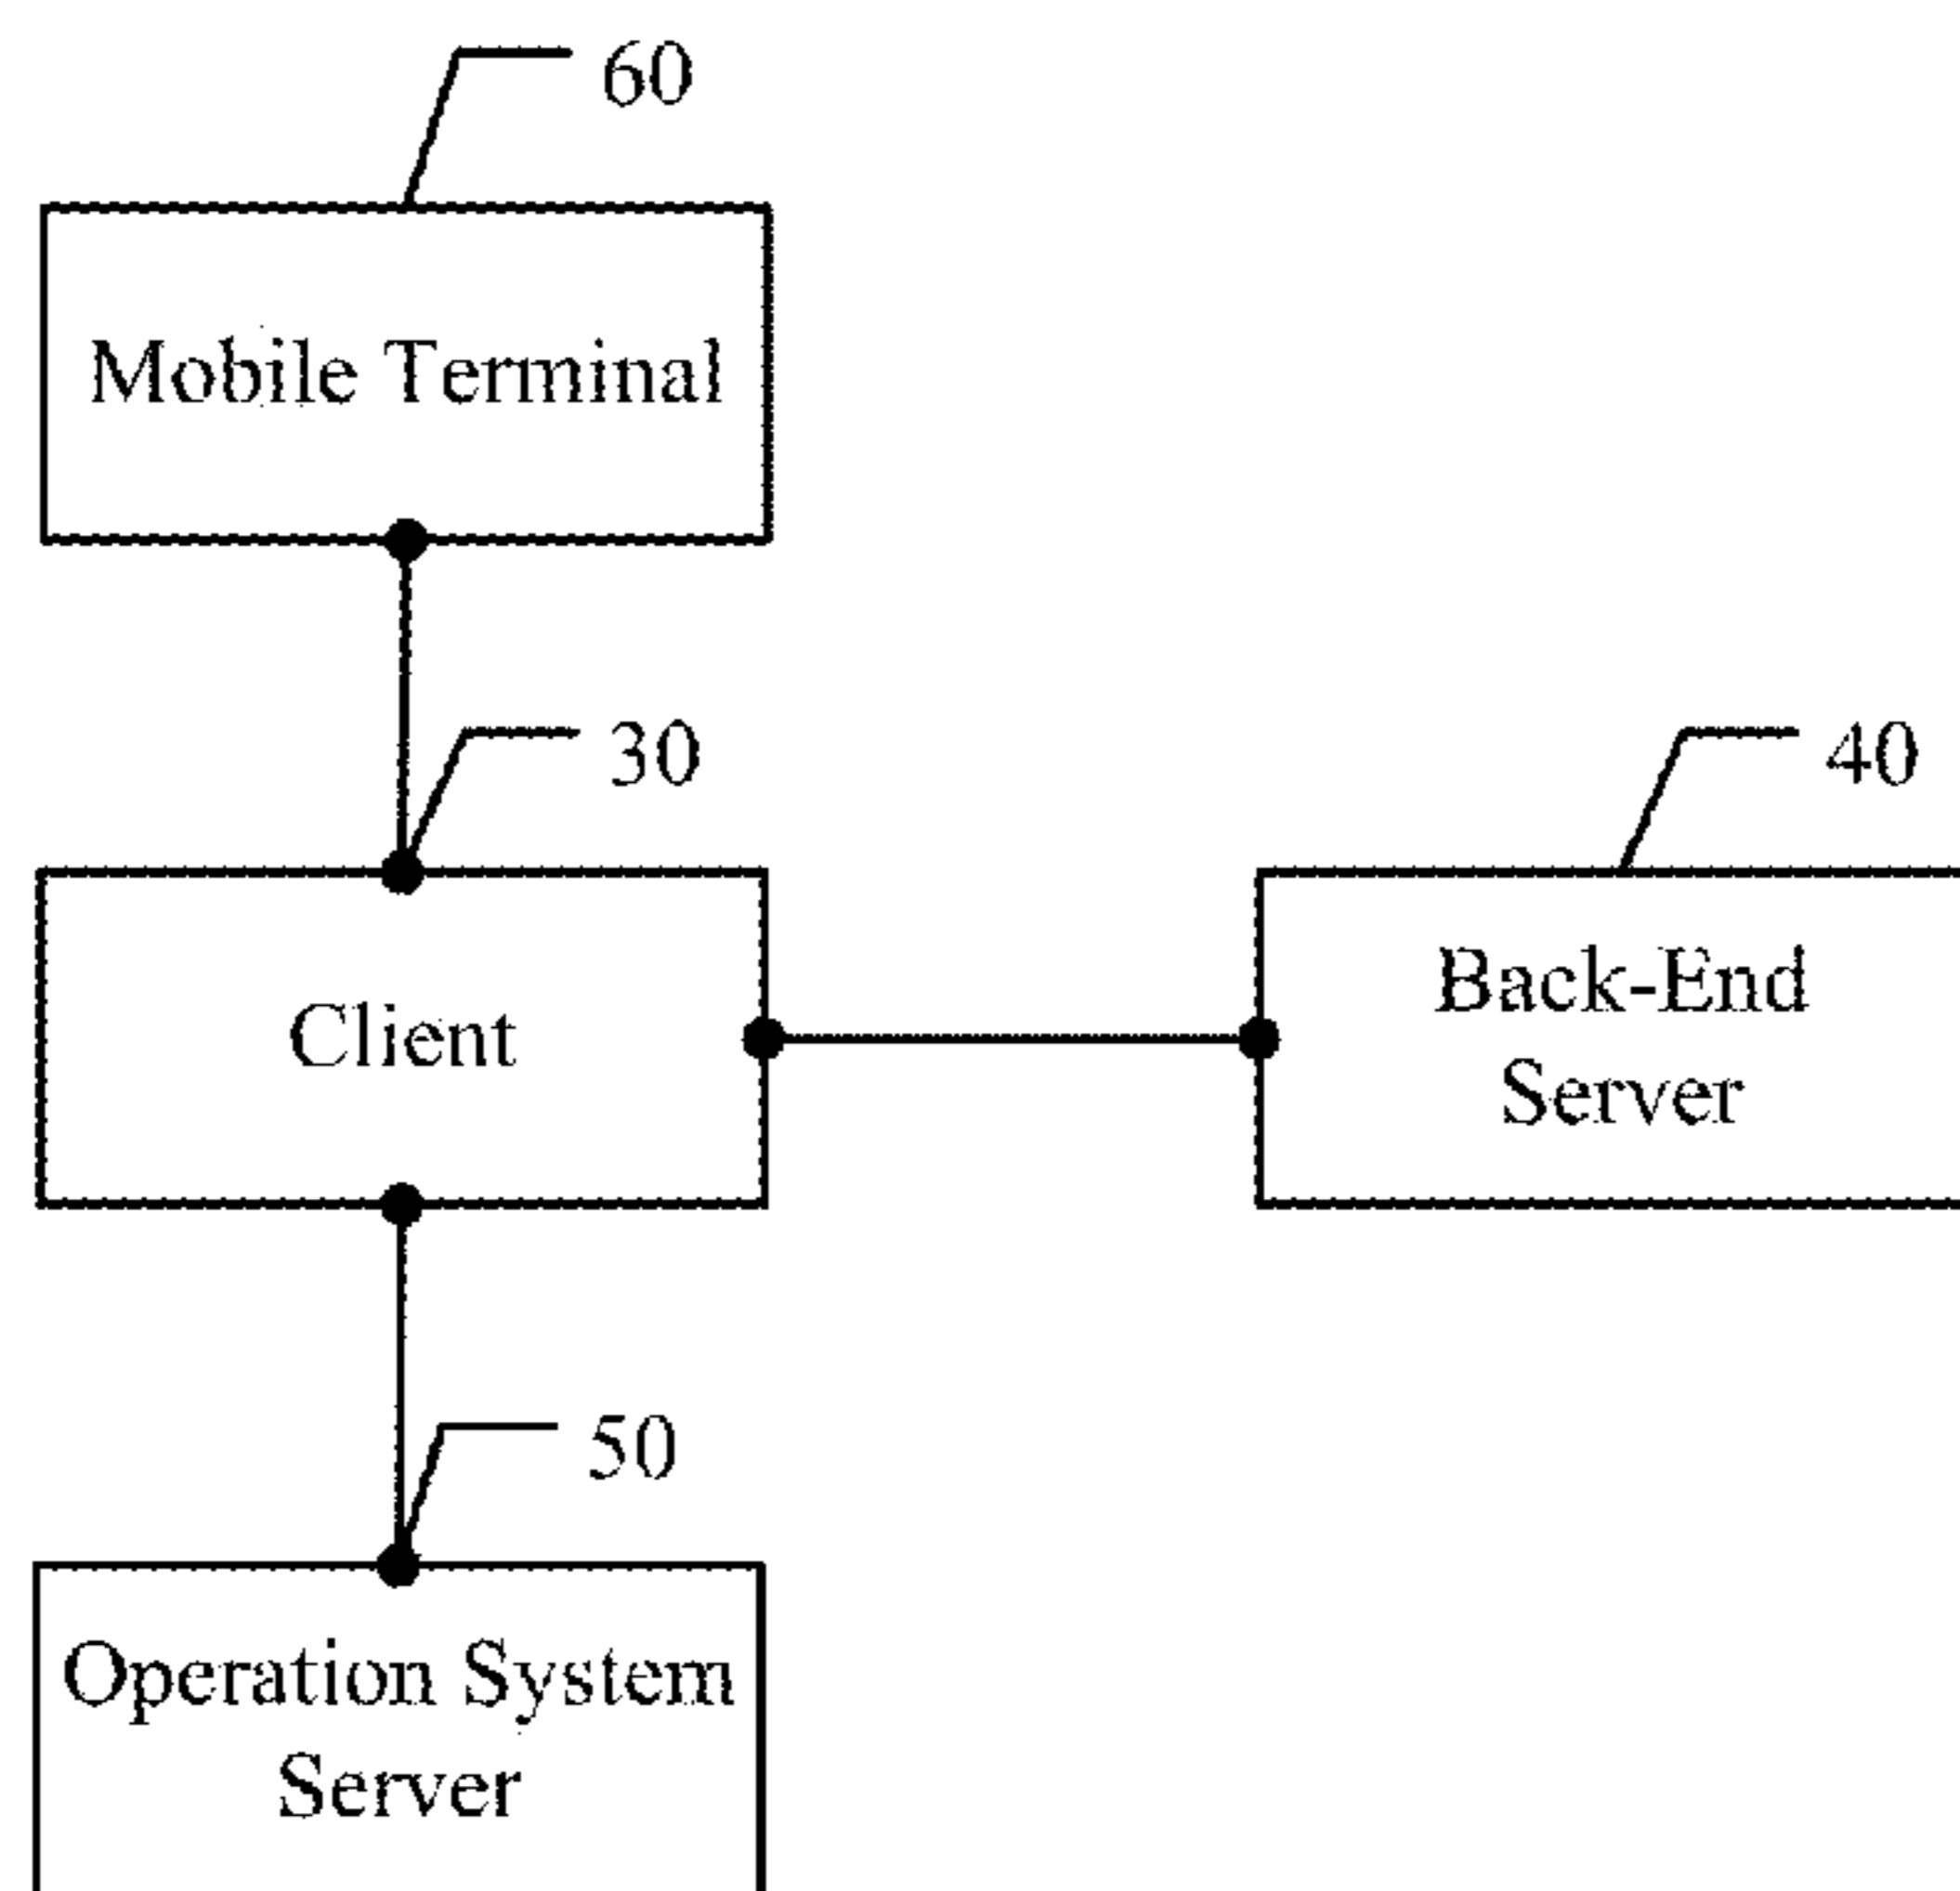 60
Mobile Terminal
30
40
Client
Back-End
Server
50
Operation System
Server